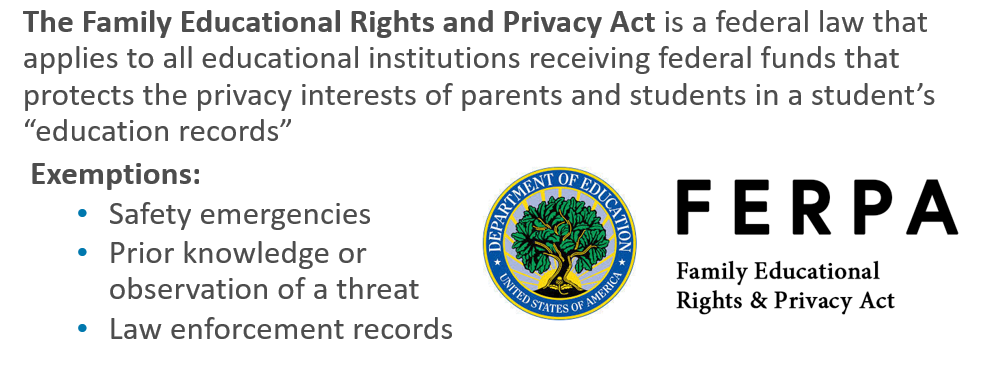 The Family Educational Rights and Privacy Act is a federal law that
applies to all educational institutions receiving federal funds that
protects the privacy interests of parents and students in a student’s
“education records”
Exemptions:
• Safety emergencies
• Prior knowledge or
observation of a threat
• Law enforcement records
DEPARTMENT OF EDUCATION
UNITED STATES OF AMERICA
FERPA
Family Educational
Rights & Privacy Act